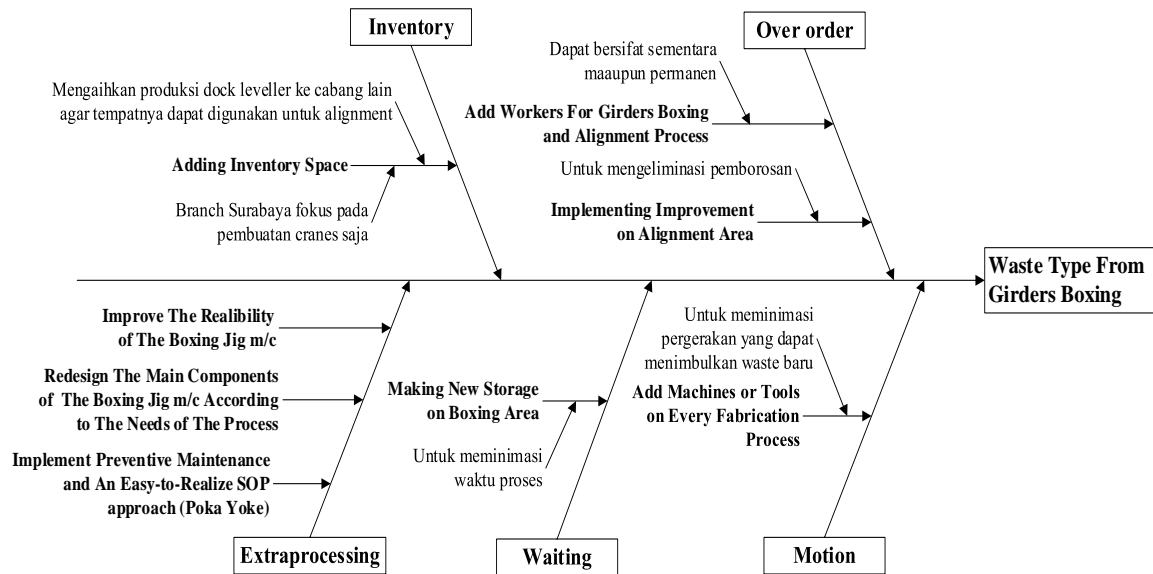 Inventory
Over order
Dapat bersifat sementara
maaupun permanen
Mengaihkan produksi dock leveller ke cabang lain
agar tempatnya dapat digunakan untuk alignment
Add Workers For Girders Boxing
and Alignment Process
Adding Inventory Space
Untuk mengeliminasi pemborosan
Branch Surabaya fokus pada
pembuatan cranes saja
Implementing Improvement
on Alignment Area
Waste Type From
Girders Boxing
Improve The Realibility
of The Boxing Jig m/c
Redesign The Main Components
of The Boxing Jig m/c According
to The Needs of The Process
Implement Preventive Maintenance
and An Easy-to-Realize SOP
approach (Poka Yoke)
Making New Storage
on Boxing Area
Untuk meminimasi
waktu proses
Untuk meminimasi
pergerakan yang dapat
menimbulkan waste baru
Add Machines or Tools
on Every Fabrication
Process
Extraprocessing
Waiting
Motion